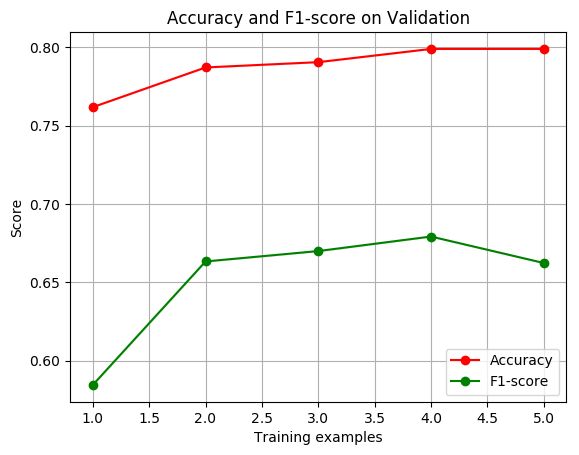 Accuracy and F1-score on Validation
0.80
0.75
0.70
0.65
0.60
Score
1.0 1.5 2.0 2.5 3.0 3.5 4.0 4.5 5.0
Training examples
Accuracy
F1-score